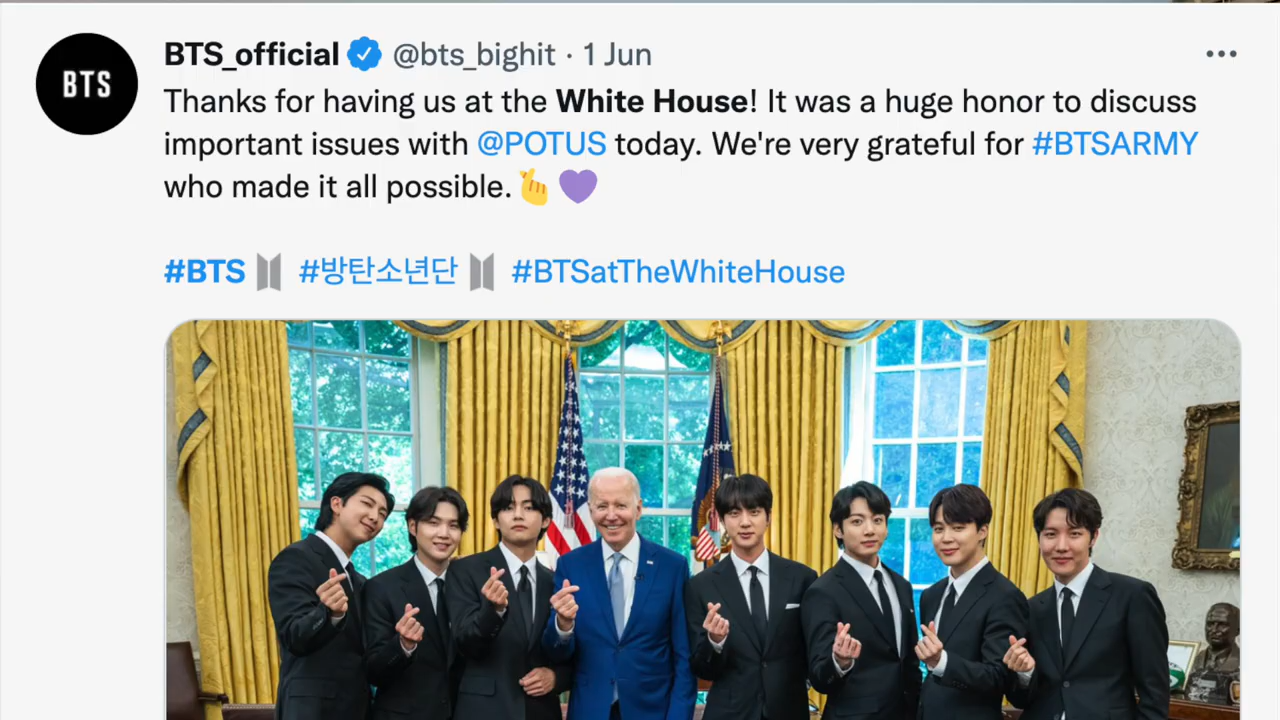 BTS
BTS_official @bts_bighit · 1 Jun
Thanks for having us at the White House! It was a huge honor to discuss
important issues with @POTUS today. We're very grateful for #BTSARMY
who made it all possible.🫰💜
#BTS #방탄소년단 #BTSatTheWhiteHouse